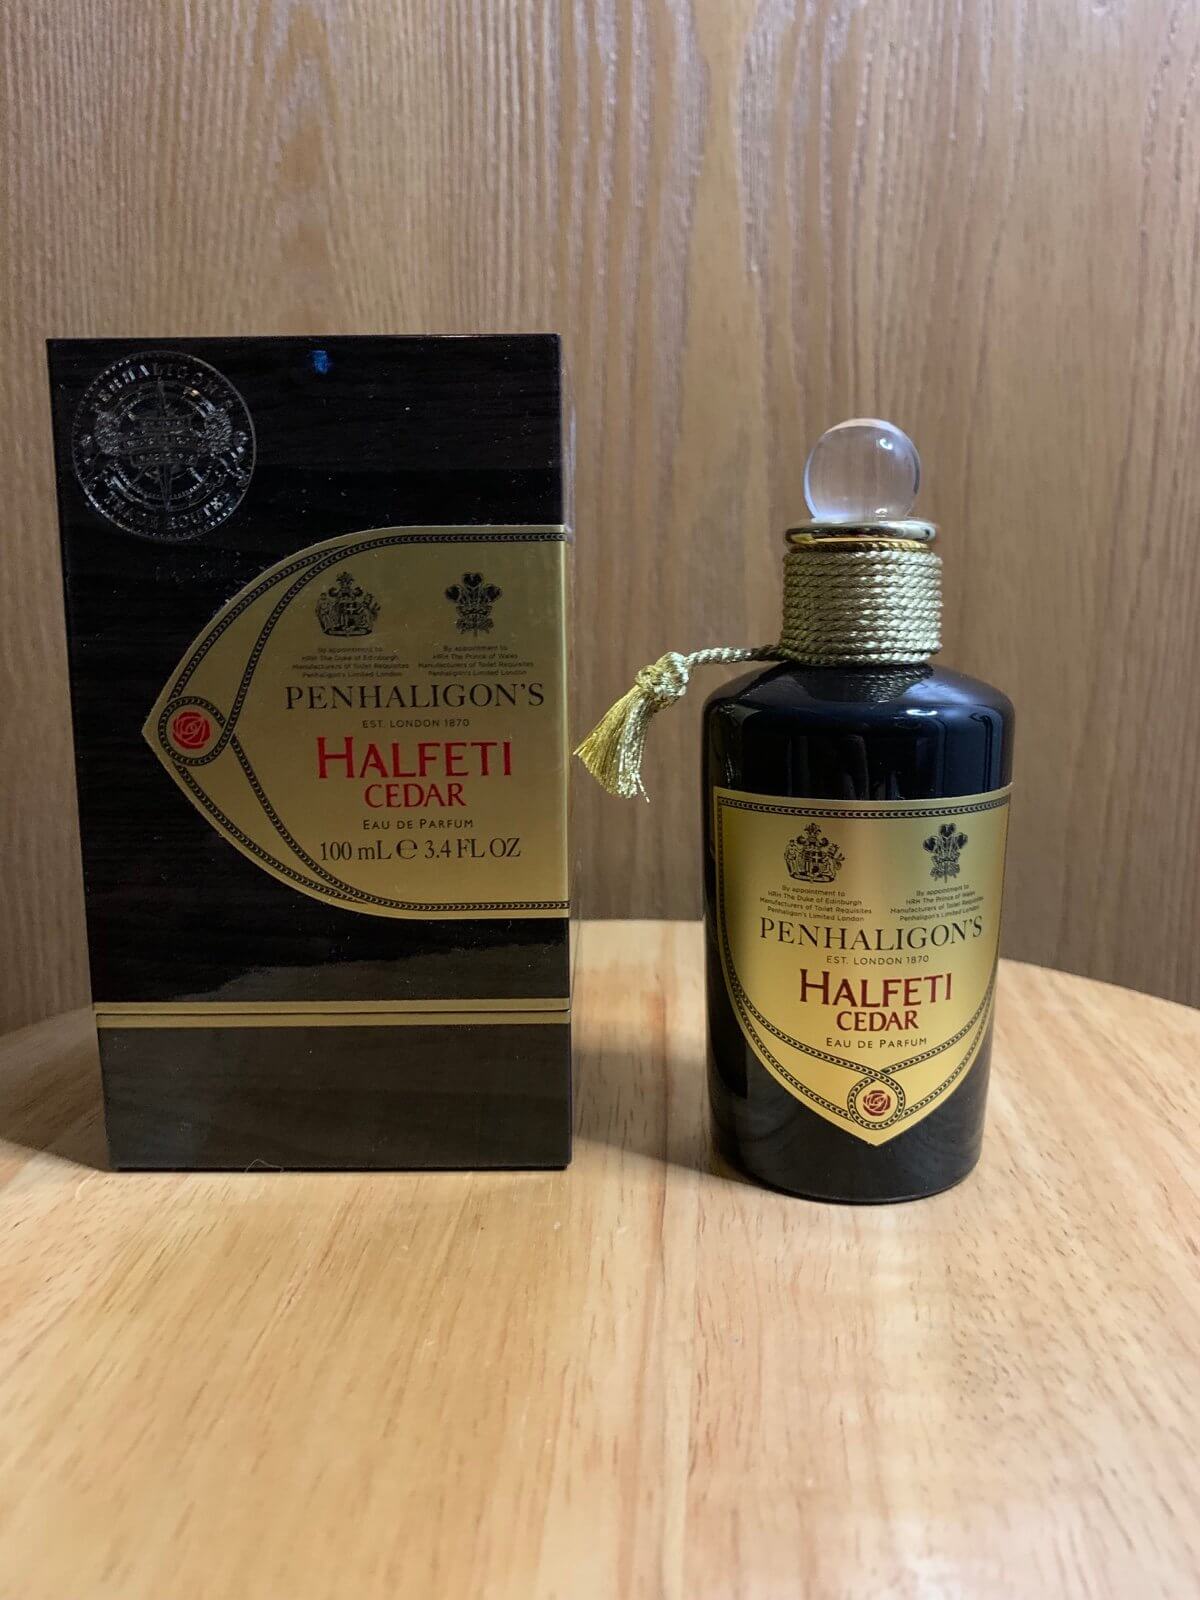 PENHALIGON'S
TRADE ROUTES
By appointment to
HRH The Duke of Edinburgh
Manufacturers of Toilet Requisites
Penhaligon's Limited London
By appointment to
HRH The Prince of Wales
Manufacturers of Toilet Requisites
Penhaligon's Limited London
PENHALIGON'S
EST. LONDON 1870
HALFETI
CEDAR
EAU DE PARFUM
100 mL ℮ 3.4 FL OZ
By appointment to
HRH The Duke of Edinburgh
Manufacturers of Toilet Requisites
Penhaligon's Limited London
By appointment to
HRH The Prince of Wales
Manufacturers of Toilet Requisites
Penhaligon's Limited London
PENHALIGON'S
EST. LONDON 1870
HALFETI
CEDAR
EAU DE PARFUM